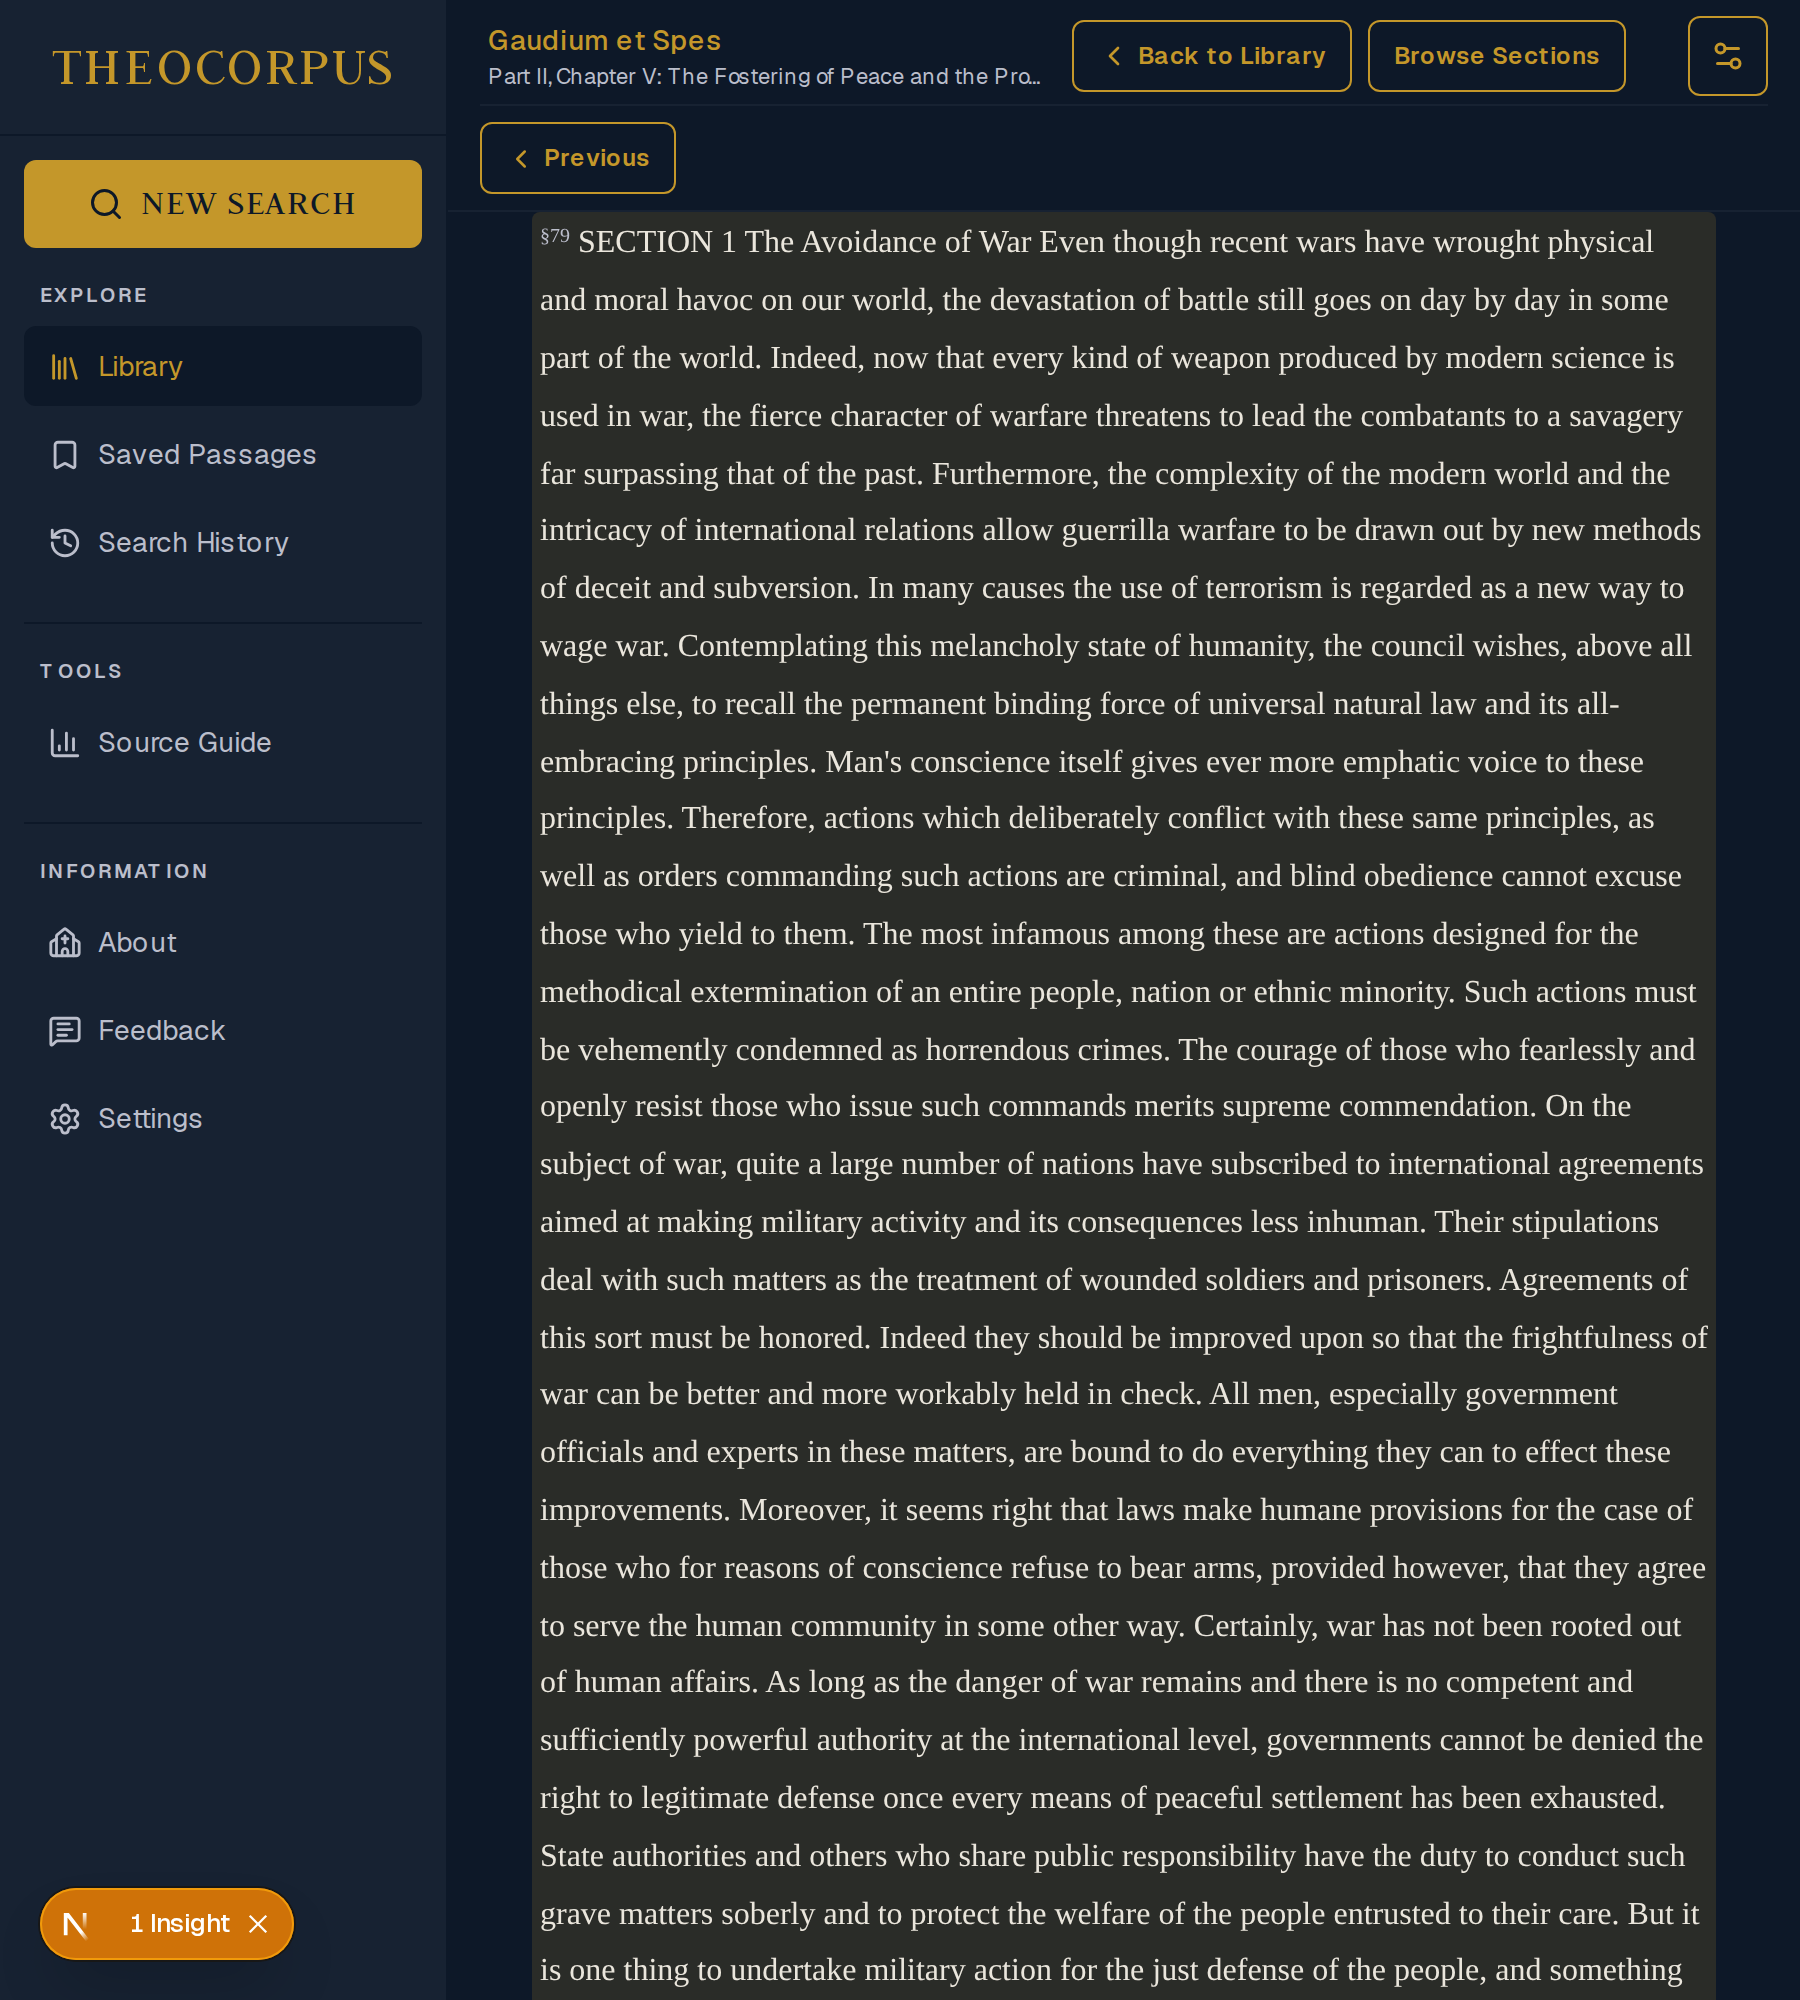 THEOCORPUS
NEW SEARCH
EXPLORE
Library
Saved Passages
Search History
TOOLS
Source Guide
INFORMATION
About
Feedback
Settings
1 Insight
Gaudium et Spes
Part II, Chapter V: The Fostering of Peace and the Pro...
Back to Library
Browse Sections
Previous
§79 SECTION 1 The Avoidance of War Even though recent wars have wrought physical
and moral havoc on our world, the devastation of battle still goes on day by day in some
part of the world. Indeed, now that every kind of weapon produced by modern science is
used in war, the fierce character of warfare threatens to lead the combatants to a savagery
far surpassing that of the past. Furthermore, the complexity of the modern world and the
intricacy of international relations allow guerrilla warfare to be drawn out by new methods
of deceit and subversion. In many causes the use of terrorism is regarded as a new way to
wage war. Contemplating this melancholy state of humanity, the council wishes, above all
things else, to recall the permanent binding force of universal natural law and its all-
embracing principles. Man's conscience itself gives ever more emphatic voice to these
principles. Therefore, actions which deliberately conflict with these same principles, as
well as orders commanding such actions are criminal, and blind obedience cannot excuse
those who yield to them. The most infamous among these are actions designed for the
methodical extermination of an entire people, nation or ethnic minority. Such actions must
be vehemently condemned as horrendous crimes. The courage of those who fearlessly and
openly resist those who issue such commands merits supreme commendation. On the
subject of war, quite a large number of nations have subscribed to international agreements
aimed at making military activity and its consequences less inhuman. Their stipulations
deal with such matters as the treatment of wounded soldiers and prisoners. Agreements of
this sort must be honored. Indeed they should be improved upon so that the frightfulness of
war can be better and more workably held in check. All men, especially government
officials and experts in these matters, are bound to do everything they can to effect these
improvements. Moreover, it seems right that laws make humane provisions for the case of
those who for reasons of conscience refuse to bear arms, provided however, that they agree
to serve the human community in some other way. Certainly, war has not been rooted out
of human affairs. As long as the danger of war remains and there is no competent and
sufficiently powerful authority at the international level, governments cannot be denied the
right to legitimate defense once every means of peaceful settlement has been exhausted.
State authorities and others who share public responsibility have the duty to conduct such
grave matters soberly and to protect the welfare of the people entrusted to their care. But it
is one thing to undertake military action for the just defense of the people, and something